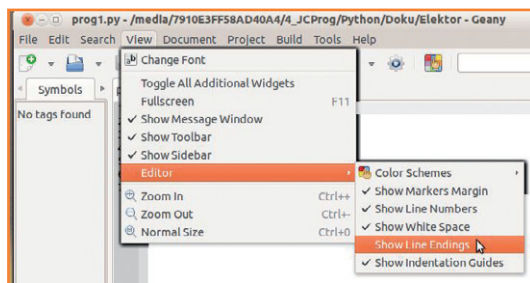 prog1.py - /media/7910E3FF58AD40A4/4_JCProg/Python/Doku/Elektor - Geany
File Edit Search View Document Project Build Tools Help
Symbols
No tags found
Change Font
Toggle All Additional Widgets
Fullscreen F11
Show Message Window
Show Toolbar
Show Sidebar
Editor
Zoom In Ctrl++
Zoom Out Ctrl+-
Normal Size Ctrl+0
Color Schemes
Show Markers Margin
Show Line Numbers
Show White Space
Show Line Endings
Show Indentation Guides